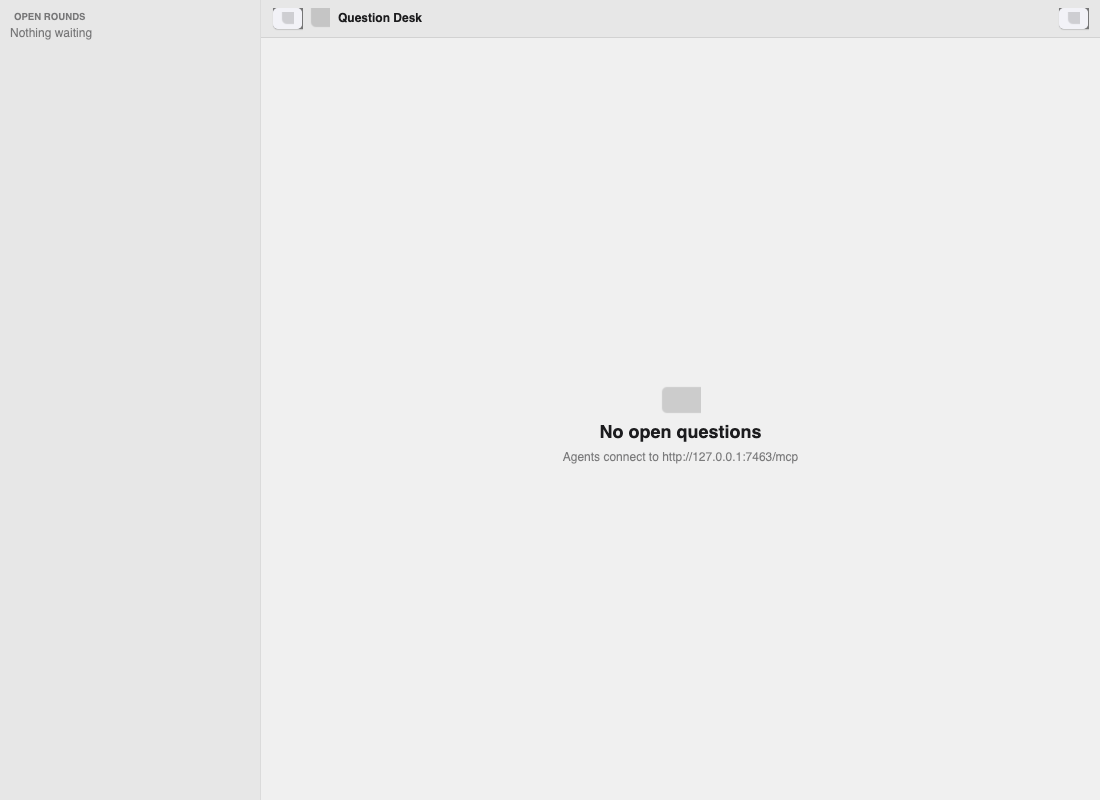 OPEN ROUNDS
Nothing waiting
Question Desk
No open questions
Agents connect to http://127.0.0.1:7463/mcp